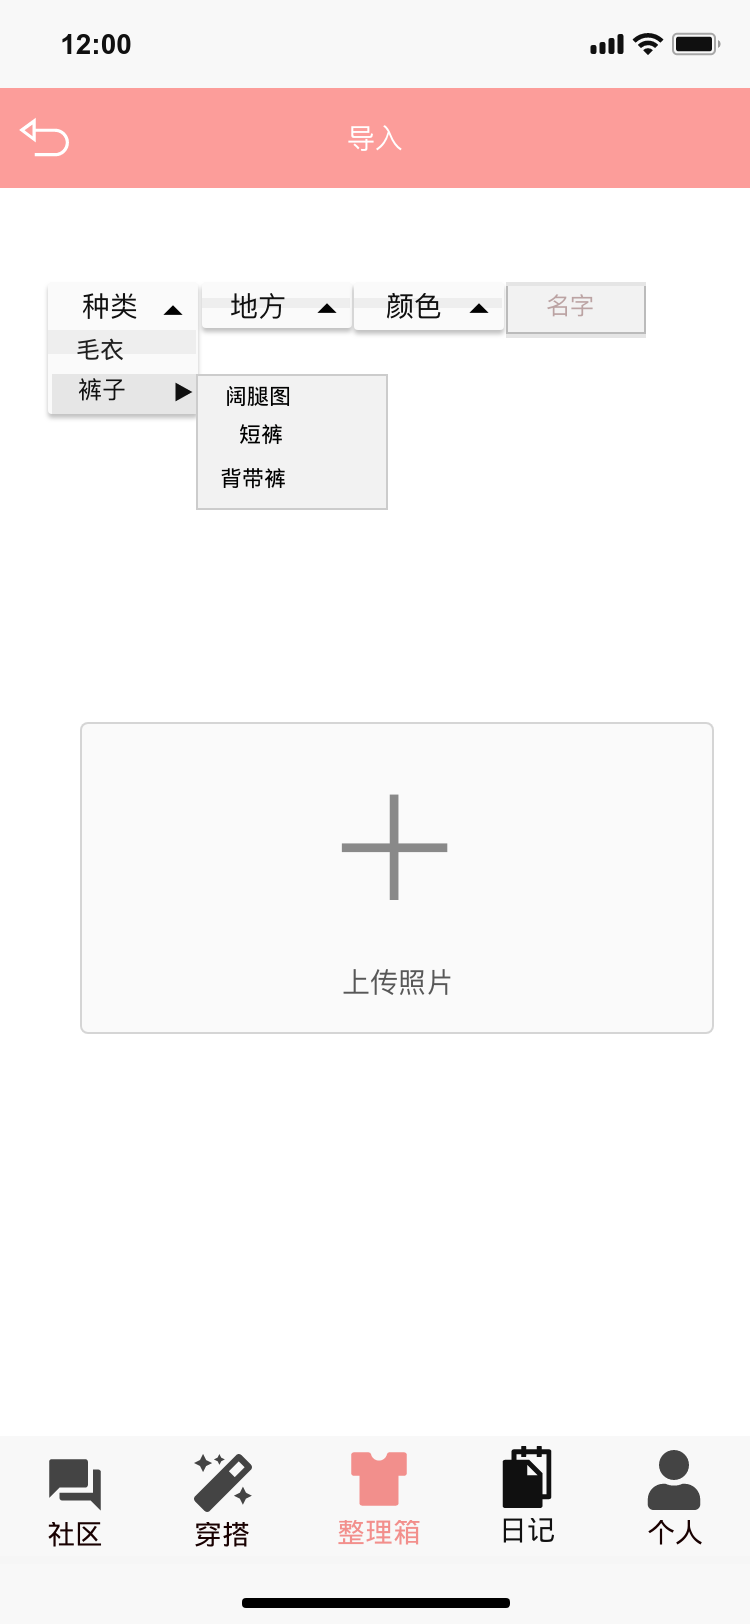 12:00
导入
种类
地方
颜色
名字
毛衣
裤子
阔腿图
短裤
背带裤
上传照片
社区
穿搭
整理箱
日记
个人